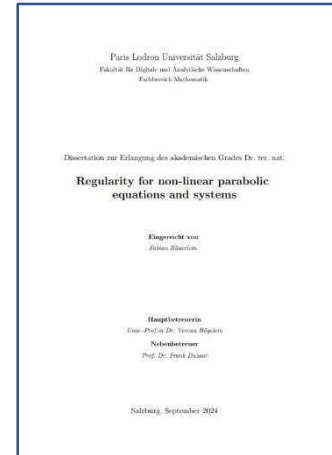 Paris Lodron Universität Salzburg
Fakultät für Digitale und Analytische Wissenschaften
Fachbereich Mathematik
Dissertation zur Erlangung des akademischen Grades Dr. rer. nat.
Regularity for non-linear parabolic
equations and systems
Eingereicht von
Fabian Bäuerlein
Hauptbetreuerin
Univ.-Prof.in Dr. Verena Bögelein
Nebenbetreuer
Prof. Dr. Frank Duzaar
Salzburg, September 2024